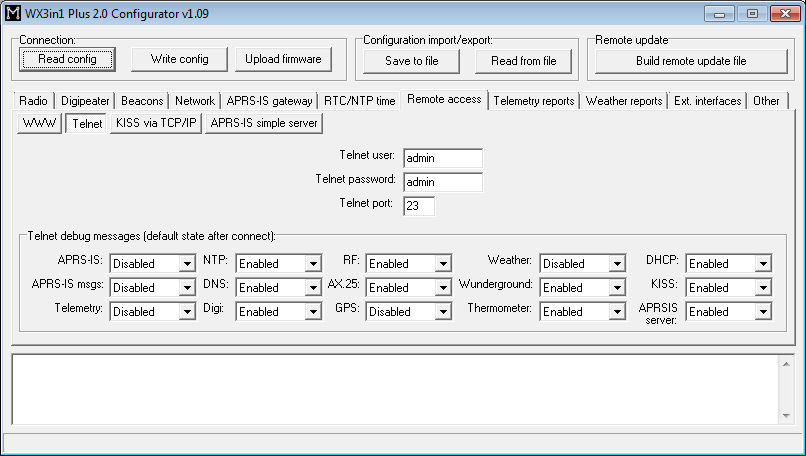 WX3in1 Plus 2.0 Configurator v1.09
Connection: Configuration import/export: Remote update
Read config Write config Upload firmware Save to file Read from file Build remote update file
Radio Digipeater Beacons Network APRS-IS gateway RTC/NTP time Remote access Telemetry reports Weather reports Ext. interfaces Other
WWW Telnet KISS via TCP/IP APRS-IS simple server
Telnet user: admin
Telnet password: admin
Telnet port: 23
Telnet debug messages (default state after connect):
APRS-IS: Disabled NTP: Enabled RF: Enabled Weather: Disabled DHCP: Enabled
APRS-IS msgs: Disabled DNS: Enabled AX.25: Enabled Wunderground: Enabled KISS: Enabled
Telemetry: Disabled Digi: Enabled GPS: Disabled Thermometer: Enabled APRSIS server: Enabled